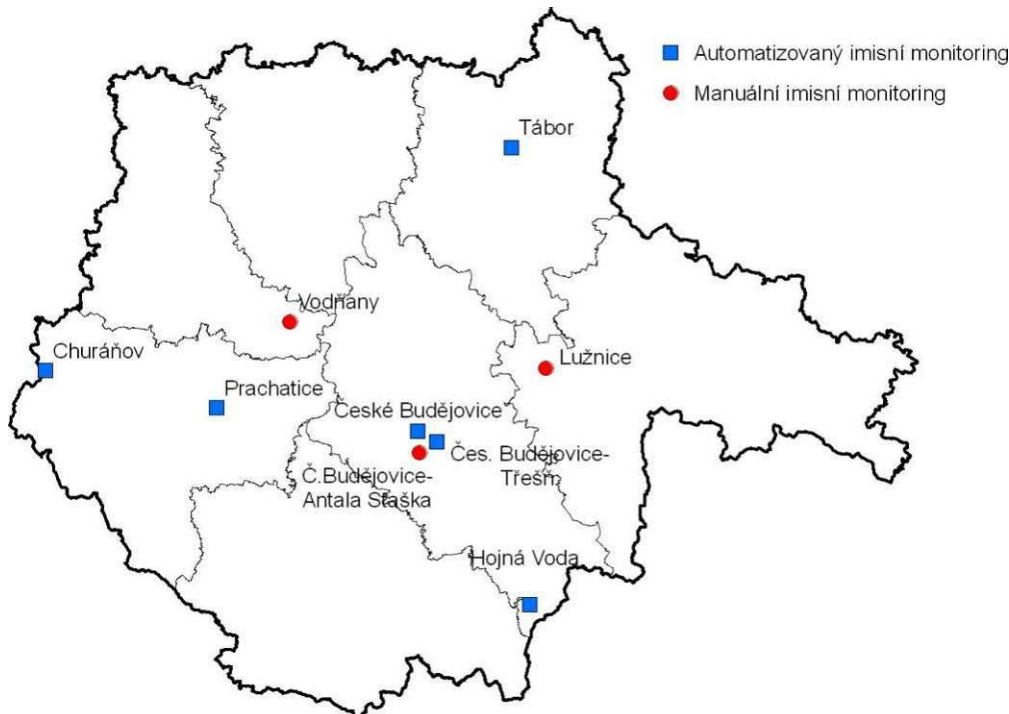 Automatizovaný imisní monitoring
Manuální imisní monitoring
Tábor
Vodňany
Churáňov
Lužnice
Prachatice
České Budějovice
Čes. Budějovice-
Třešň.
Č.Budějovice-
Antala Staška
Hojná Voda